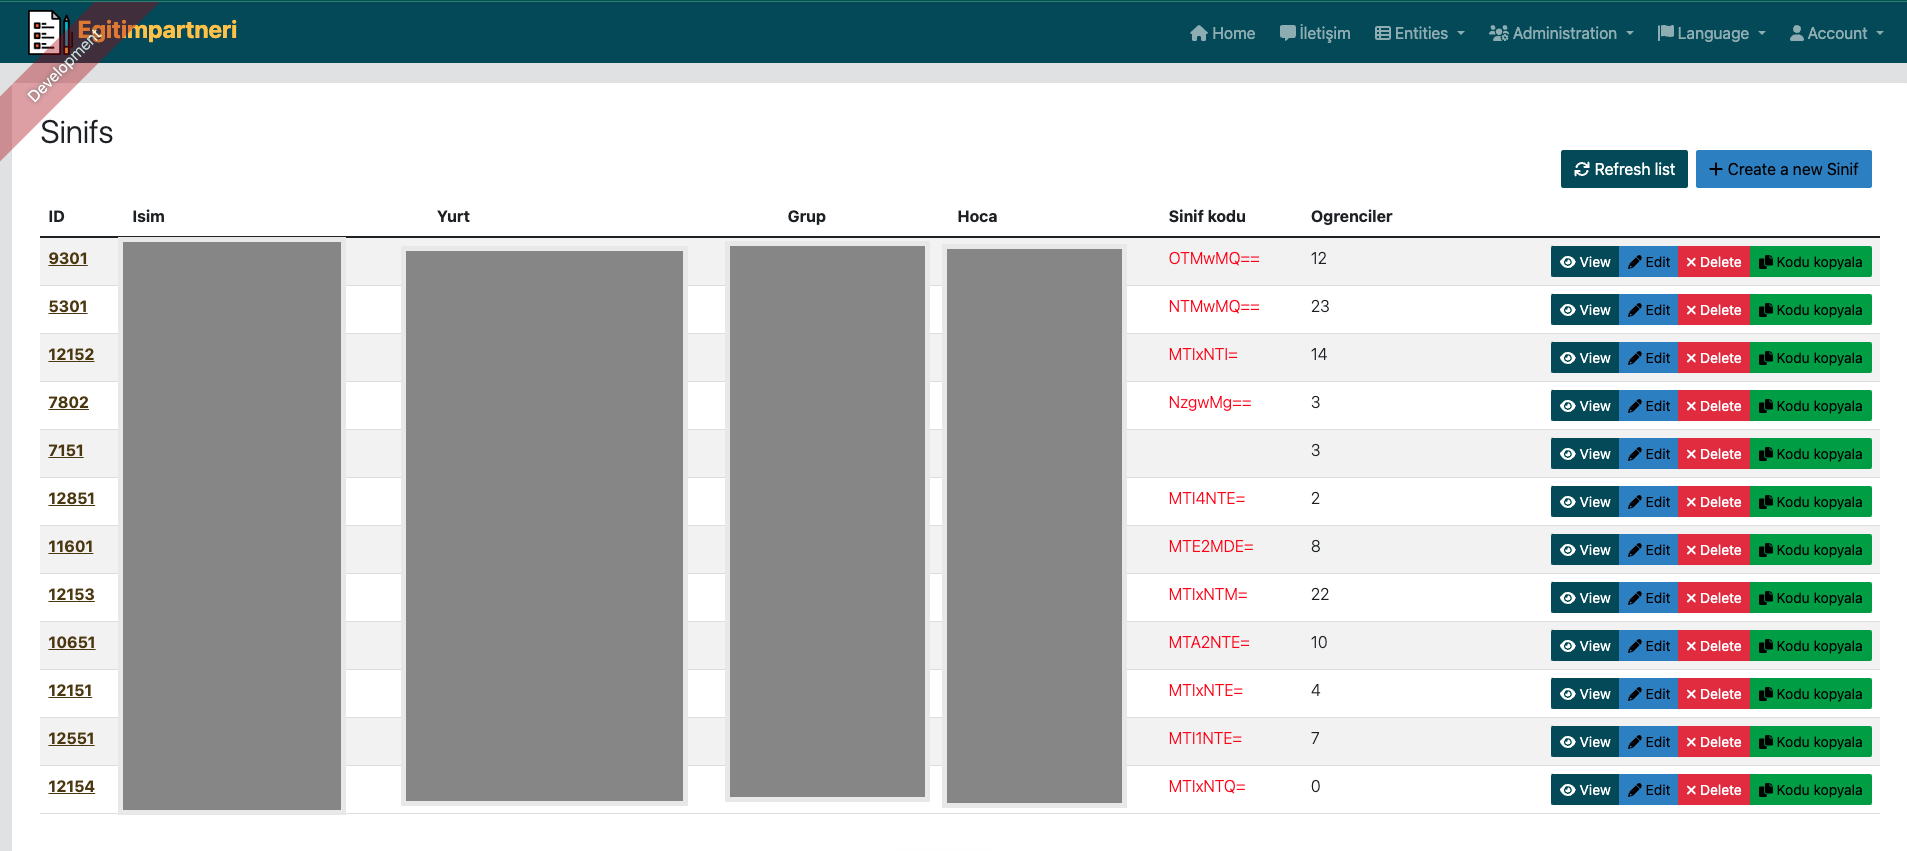 Egitimpartneri
Home İletişim Entities Administration Language Account
Development
Sinifs
Refresh list Create a new Sinif
ID Isim Yurt Grup Hoca Sinif kodu Ogrenciler
9301 OTMwMQ== 12 View Edit Delete Kodu kopyala
5301 NTMwMQ== 23 View Edit Delete Kodu kopyala
12152 MTIxNTI= 14 View Edit Delete Kodu kopyala
7802 NzgwMg== 3 View Edit Delete Kodu kopyala
7151 3 View Edit Delete Kodu kopyala
12851 MTI4NTE= 2 View Edit Delete Kodu kopyala
11601 MTE2MDE= 8 View Edit Delete Kodu kopyala
12153 MTIxNTM= 22 View Edit Delete Kodu kopyala
10651 MTA2NTE= 10 View Edit Delete Kodu kopyala
12151 MTIxNTE= 4 View Edit Delete Kodu kopyala
12551 MTI1NTE= 7 View Edit Delete Kodu kopyala
12154 MTIxNTQ= 0 View Edit Delete Kodu kopyala